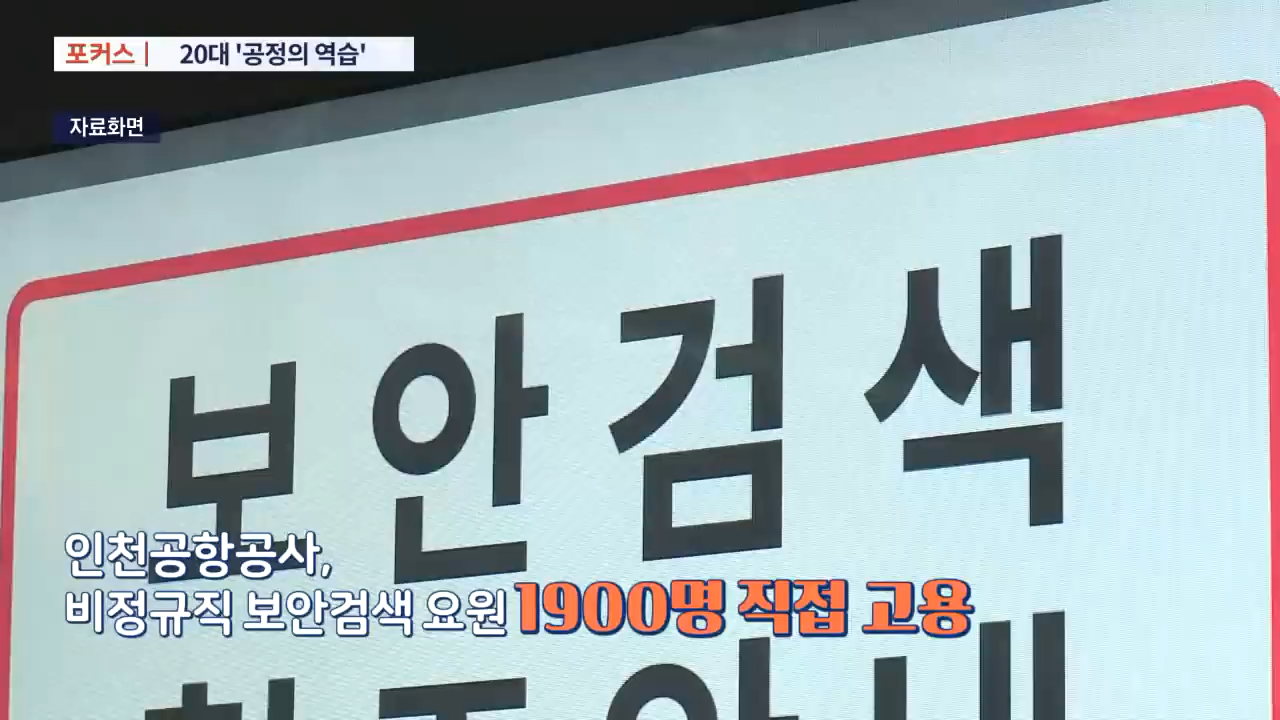 포커스| 20대 '공정의 역습'
자료화면
보안검색
인천공항공사,
비정규직 보안검색 요원 1900명 직접 고용